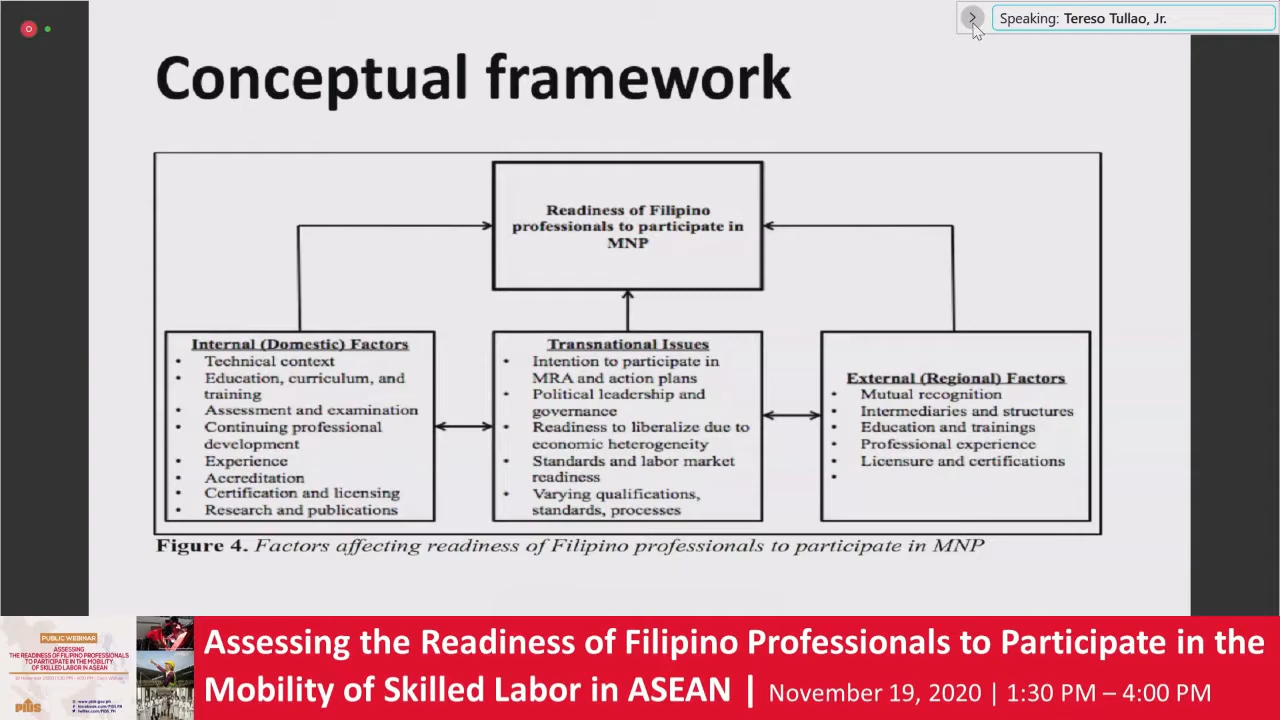 Speaking: Tereso Tullao, Jr.
Conceptual framework
Readiness of Filipino
professionals to participate in
MNP
Internal (Domestic) Factors
• Technical context
• Education, curriculum, and
training
• Assessment and examination
• Continuing professional
development
• Experience
• Accreditation
• Certification and licensing
• Research and publications
Transnational Issues
• Intention to participate in
MRA and action plans
• Political leadership and
governance
• Readiness to liberalize due to
economic heterogeneity
• Standards and labor market
readiness
• Varying qualifications,
standards, processes
External (Regional) Factors
• Mutual recognition
• Intermediaries and structures
• Education and trainings
• Professional experience
• Licensure and certifications
•
Figure 4. Factors affecting readiness of Filipino professionals to participate in MNP
PUBLIC WEBINAR
ASSESSING
THE READINESS OF FILIPINO PROFESSIONALS
TO PARTICIPATE IN THE MOBILITY
OF SKILLED LABOR IN ASEAN
PIDS
Assessing the Readiness of Filipino Professionals to Participate in the
Mobility of Skilled Labor in ASEAN | November 19, 2020 | 1:30 PM – 4:00 PM